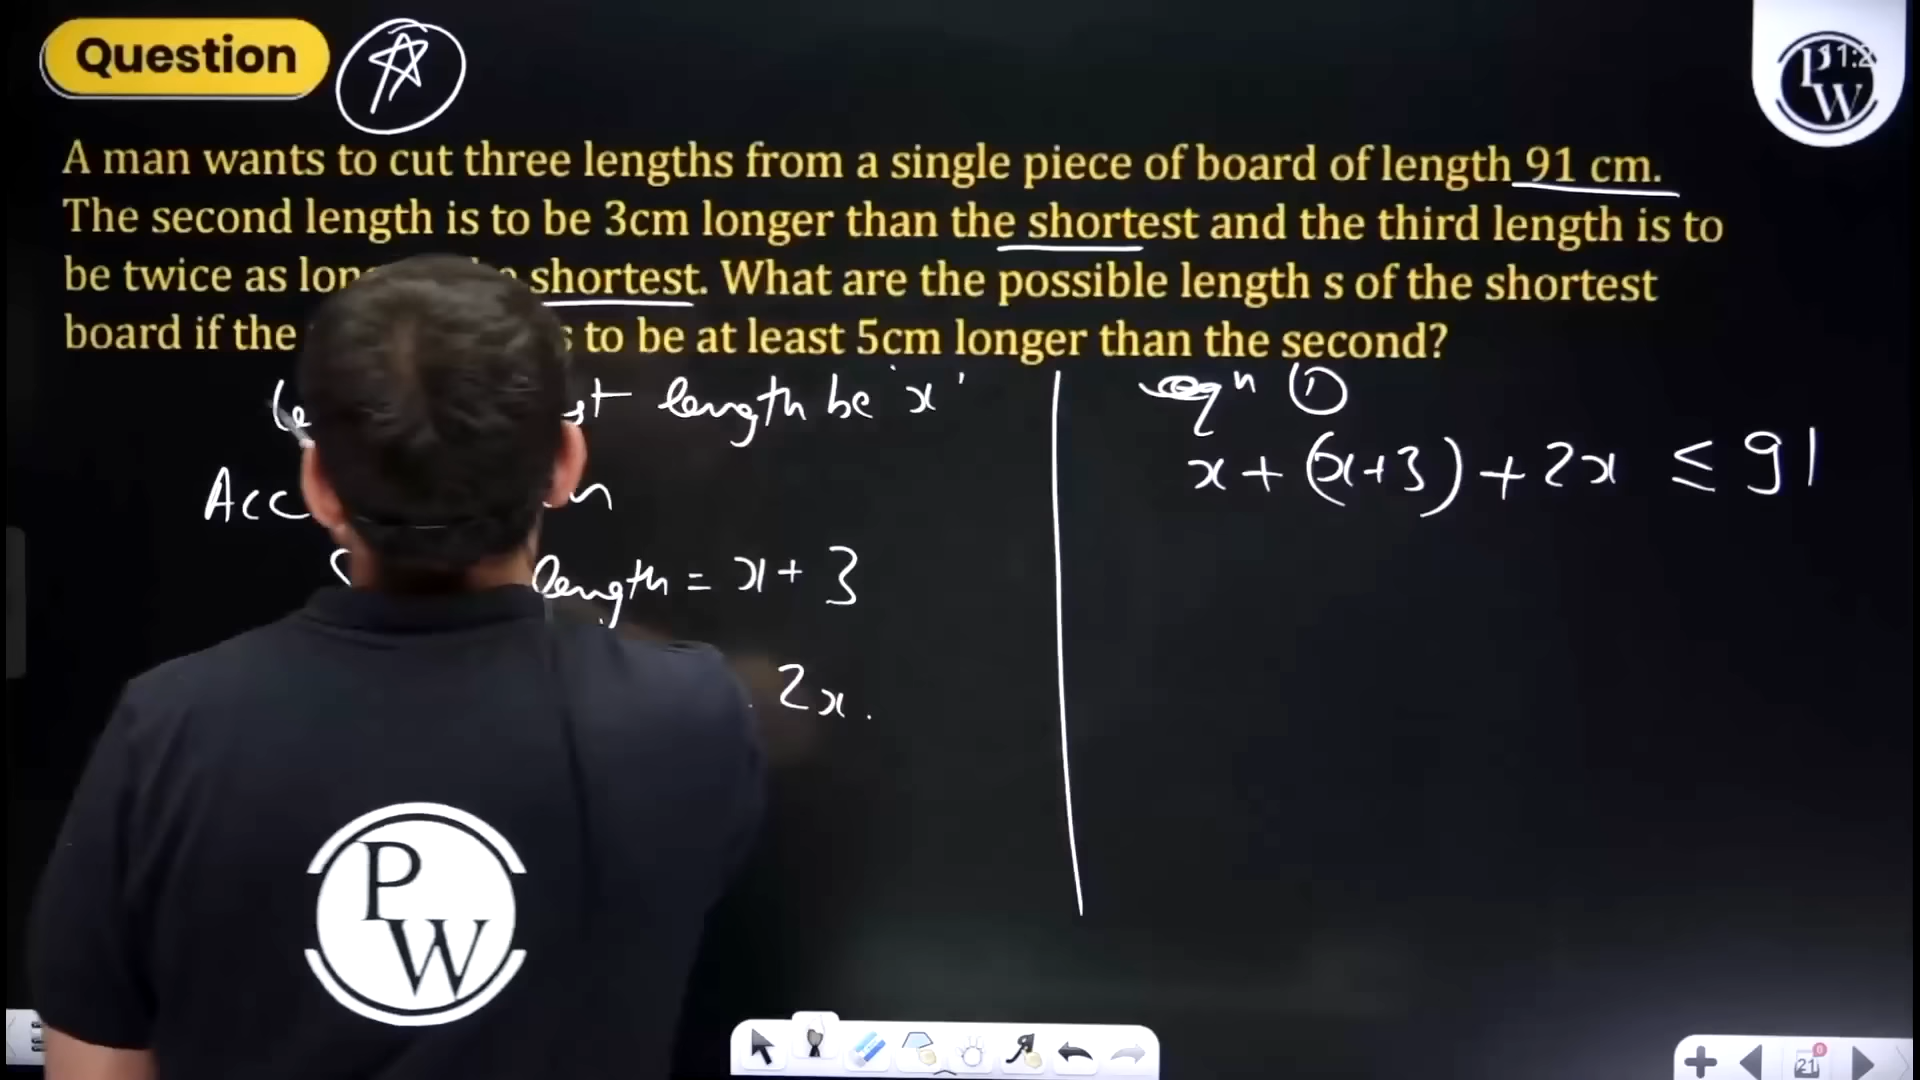 Question
P 11:2
W
A man wants to cut three lengths from a single piece of board of length 91 cm.
The second length is to be 3cm longer than the shortest and the third length is to
be twice as shortest. What are the possible length s of the shortest
board if the to be at least 5cm longer than the second?
length be 'x'
length = x + 3
2x.
eqⁿ ①
x + (x+3) + 2x ≤ 91
P
W
21